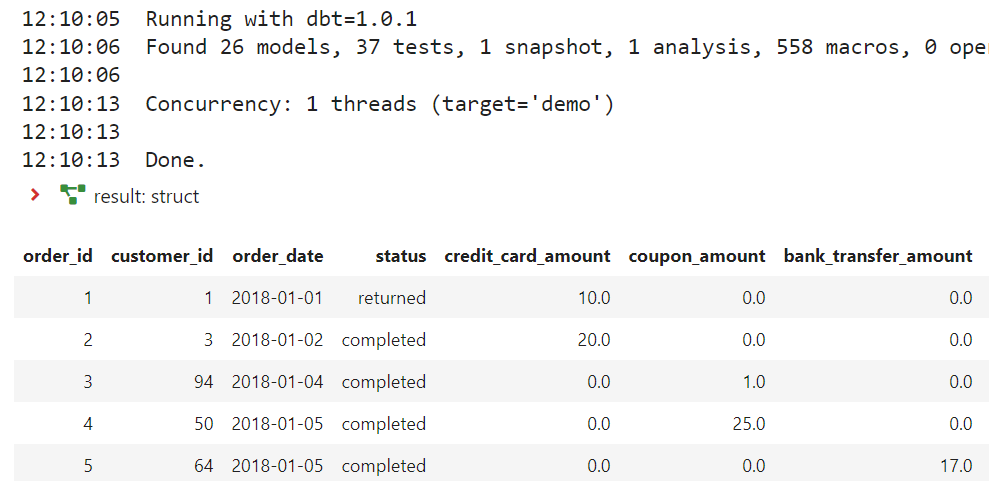 12:10:05  Running with dbt=1.0.1
12:10:06  Found 26 models, 37 tests, 1 snapshot, 1 analysis, 558 macros, 0
12:10:06
12:10:13  Concurrency: 1 threads (target='demo')
12:10:13
12:10:13  Done.
result: struct
order_id customer_id order_date status credit_card_amount coupon_amount bank_transfer_amount
1 1 2018-01-01 returned 10.0 0.0 0.0
2 3 2018-01-02 completed 20.0 0.0 0.0
3 94 2018-01-04 completed 0.0 1.0 0.0
4 50 2018-01-05 completed 0.0 25.0 0.0
5 64 2018-01-05 completed 0.0 0.0 17.0